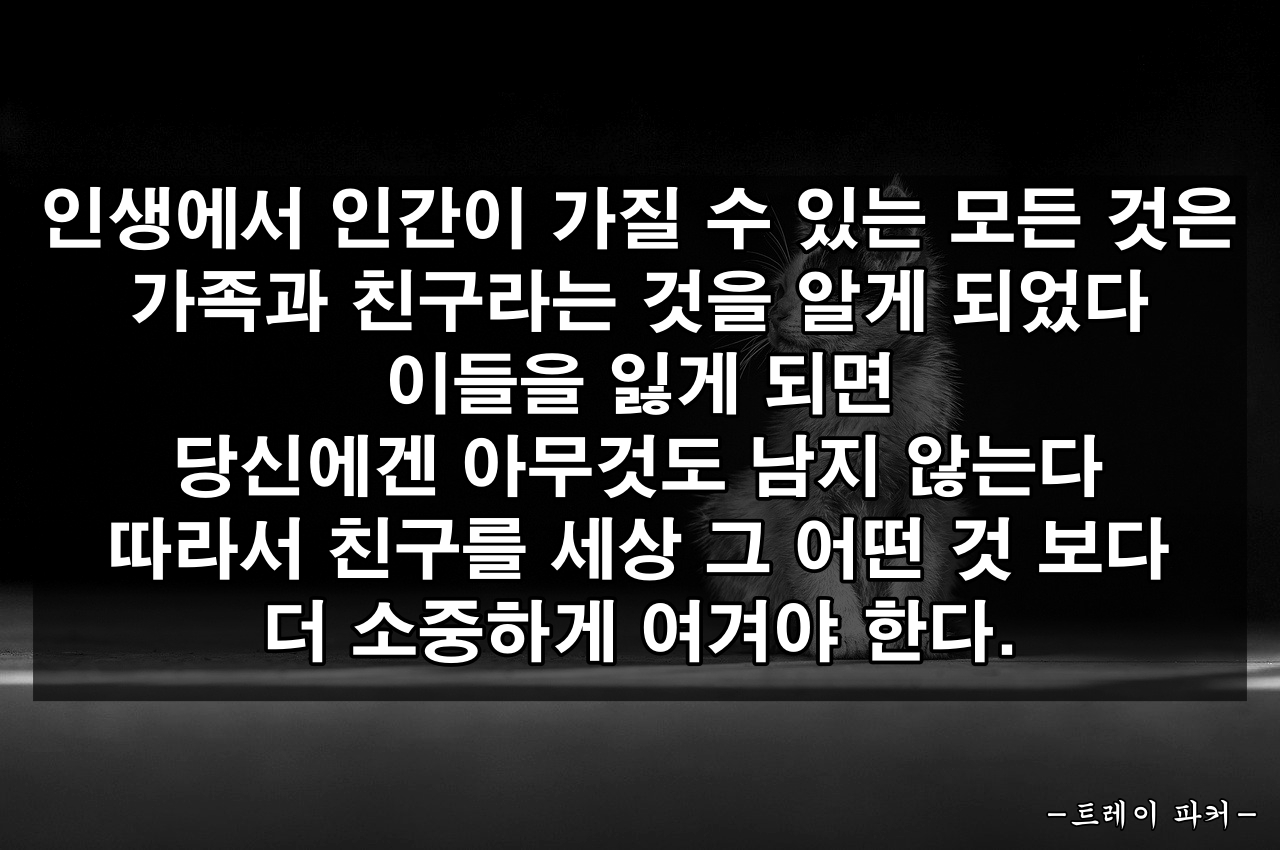 인생에서 인간이 가질 수 있는 모든 것은
가족과 친구라는 것을 알게 되었다
이들을 잃게 되면
당신에겐 아무것도 남지 않는다
따라서 친구를 세상 그 어떤 것 보다
더 소중하게 여겨야 한다.
-트레이 파커-